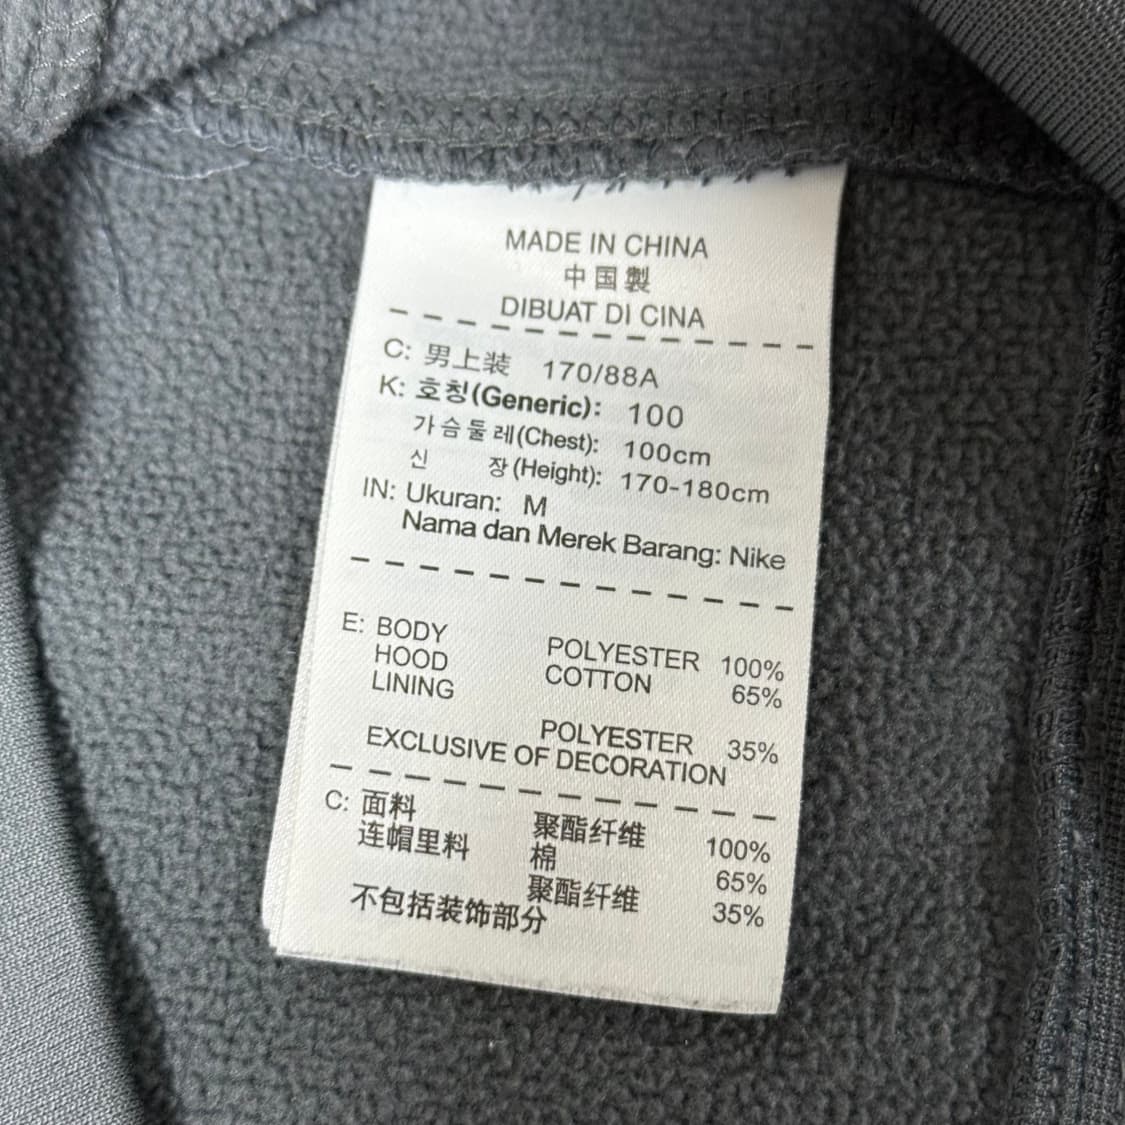 MADE IN CHINA
中国製
DIBUAT DI CINA
C: 男上装 170/88A
K: 호칭(Generic): 100
가슴둘레(Chest): 100cm
신 장(Height): 170-180cm
IN: Ukuran: M
Nama dan Merek Barang: Nike
E: BODY POLYESTER 100%
HOOD COTTON 65%
LINING
POLYESTER 35%
EXCLUSIVE OF DECORATION
C: 面料 聚酯纤维 100%
连帽里料 棉 65%
聚酯纤维 35%
不包括装饰部分